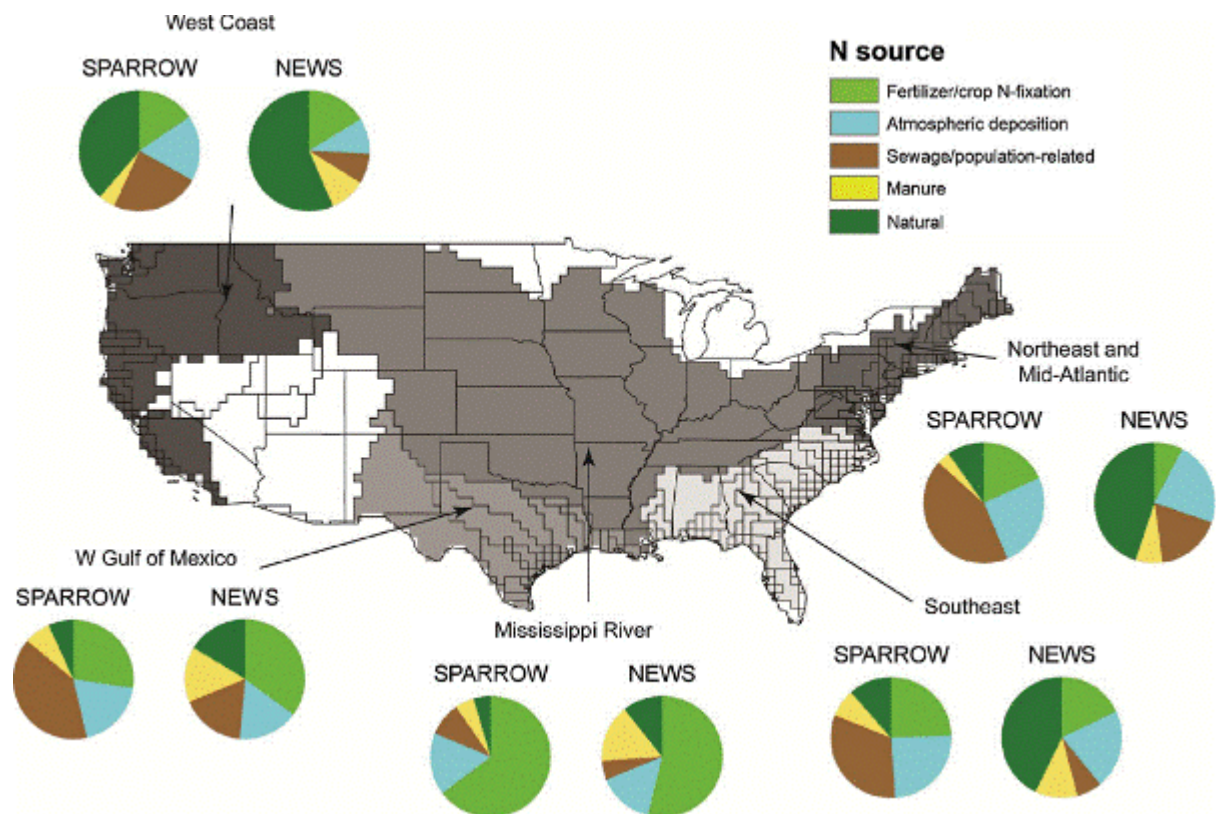 West Coast
SPARROW
NEWS
N source
Fertilizer/crop N-fixation
Atmospheric deposition
Sewage/population-related
Manure
Natural
Northeast and
Mid-Atlantic
SPARROW
NEWS
W Gulf of Mexico
SPARROW
NEWS
Mississippi River
SPARROW
NEWS
Southeast
SPARROW
NEWS